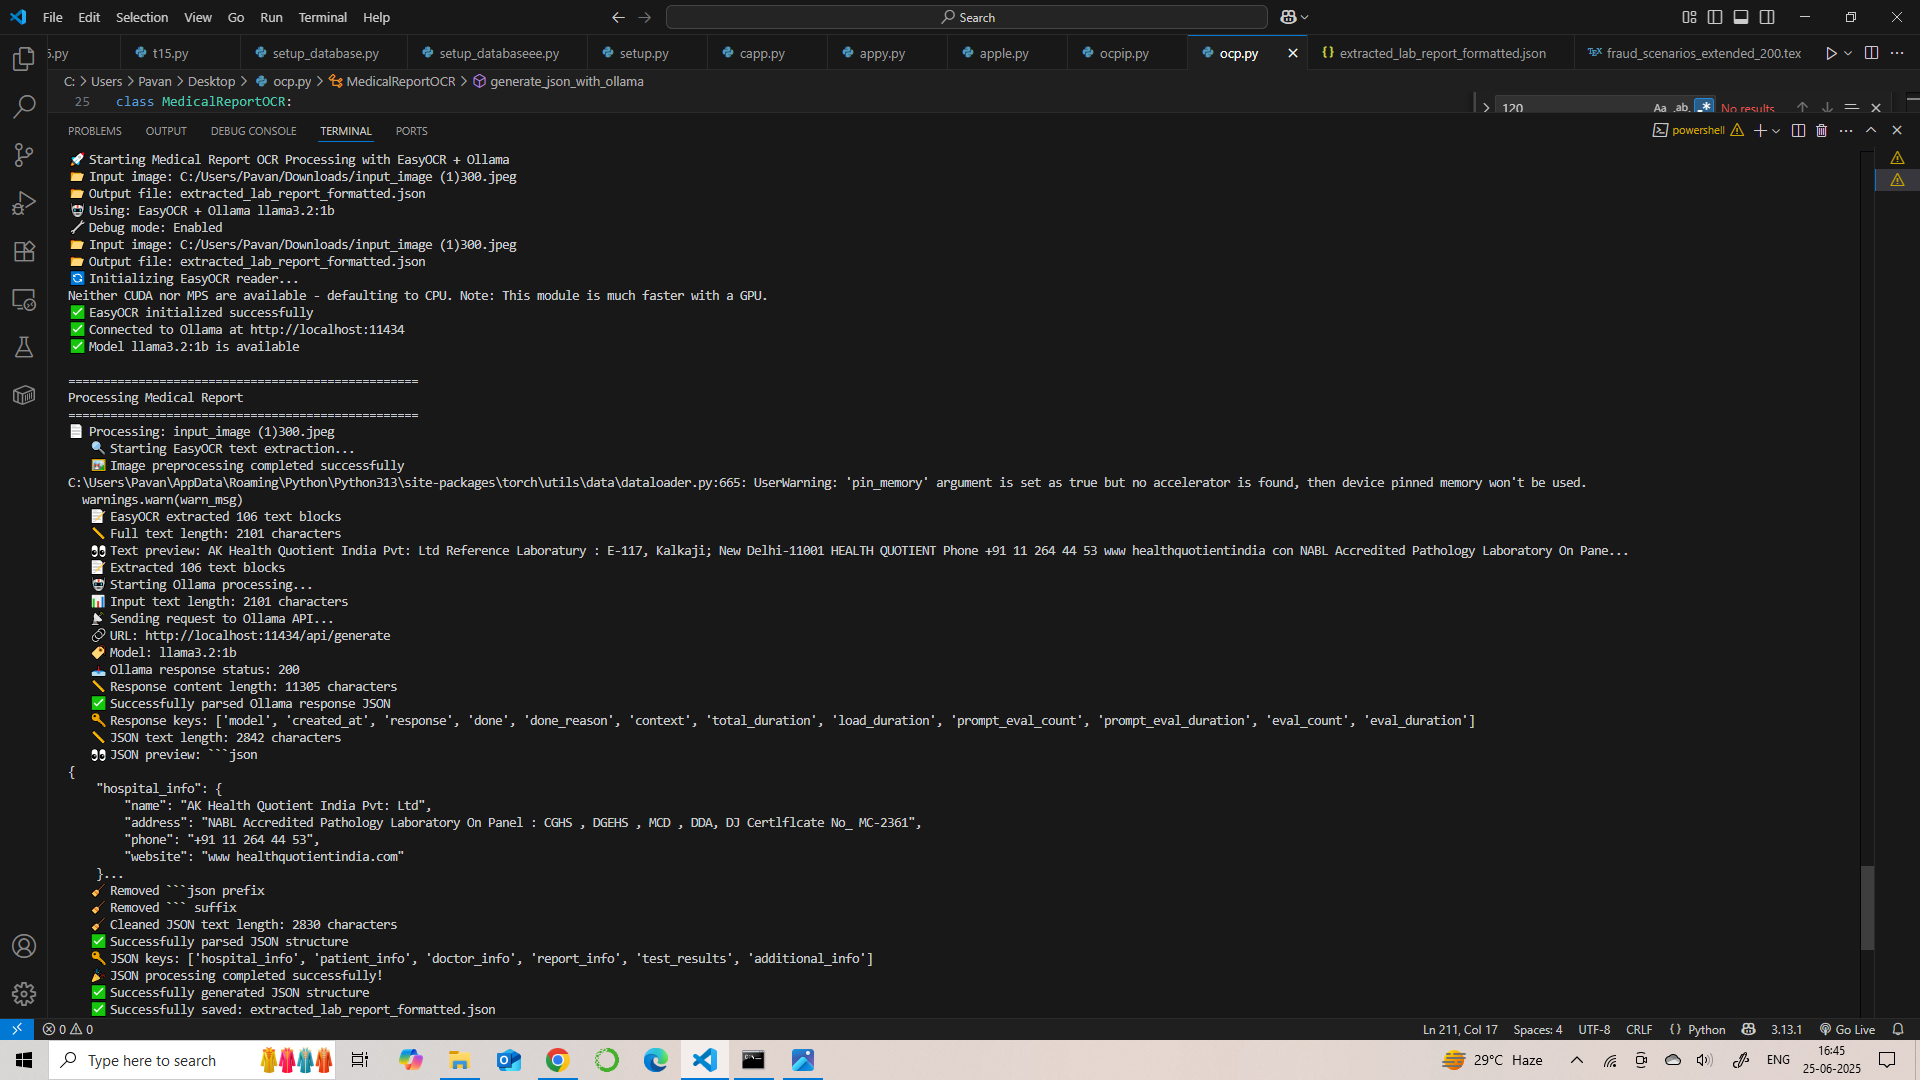 File Edit Selection View Go Run Terminal Help
Search
5.py
t15.py
setup_database.py
setup_databaseee.py
setup.py
capp.py
appy.py
apple.py
ocpip.py
ocp.py
extracted_lab_report_formatted.json
fraud_scenarios_extended_200.tex
C: > Users > Pavan > Desktop > ocp.py > MedicalReportOCR > generate_json_with_ollama
25 class MedicalReportOCR:
120
Aa ab. .* No results
PROBLEMS OUTPUT DEBUG CONSOLE TERMINAL PORTS
powershell
🚀 Starting Medical Report OCR Processing with EasyOCR + Ollama
📂 Input image: C:/Users/Pavan/Downloads/input_image (1)300.jpeg
📂 Output file: extracted_lab_report_formatted.json
🤖 Using: EasyOCR + Ollama llama3.2:1b
🔧 Debug mode: Enabled
📂 Input image: C:/Users/Pavan/Downloads/input_image (1)300.jpeg
📂 Output file: extracted_lab_report_formatted.json
🔄 Initializing EasyOCR reader...
Neither CUDA nor MPS are available - defaulting to CPU. Note: This module is much faster with a GPU.
✅ EasyOCR initialized successfully
✅ Connected to Ollama at http://localhost:11434
✅ Model llama3.2:1b is available
==================================================
Processing Medical Report
==================================================
📄 Processing: input_image (1)300.jpeg
🔍 Starting EasyOCR text extraction...
🖼️ Image preprocessing completed successfully
C:\Users\Pavan\AppData\Roaming\Python\Python313\site-packages\torch\utils\data\dataloader.py:665: UserWarning: 'pin_memory' argument is set as true but no accelerator is found, then device pinned memory won't be used.
warnings.warn(warn_msg)
📝 EasyOCR extracted 106 text blocks
📏 Full text length: 2101 characters
👀 Text preview: AK Health Quotient India Pvt: Ltd Reference Laboratury : E-117, Kalkaji; New Delhi-11001 HEALTH QUOTIENT Phone +91 11 264 44 53 www healthquotientindia con NABL Accredited Pathology Laboratory On Pane...
📝 Extracted 106 text blocks
🤖 Starting Ollama processing...
📊 Input text length: 2101 characters
📡 Sending request to Ollama API...
🔗 URL: http://localhost:11434/api/generate
🏷️ Model: llama3.2:1b
📥 Ollama response status: 200
📏 Response content length: 11305 characters
✅ Successfully parsed Ollama response JSON
🔑 Response keys: ['model', 'created_at', 'response', 'done', 'done_reason', 'context', 'total_duration', 'load_duration', 'prompt_eval_count', 'prompt_eval_duration', 'eval_count', 'eval_duration']
📏 JSON text length: 2842 characters
👀 JSON preview: ```json
{
"hospital_info": {
"name": "AK Health Quotient India Pvt: Ltd",
"address": "NABL Accredited Pathology Laboratory On Panel : CGHS , DGEHS , MCD , DDA, DJ Certlflcate No_ MC-2361",
"phone": "+91 11 264 44 53",
"website": "www healthquotientindia.com"
}...
🧹 Removed ```json prefix
🧹 Removed ``` suffix
🧹 Cleaned JSON text length: 2830 characters
✅ Successfully parsed JSON structure
🔑 JSON keys: ['hospital_info', 'patient_info', 'doctor_info', 'report_info', 'test_results', 'additional_info']
🎉 JSON processing completed successfully!
✅ Successfully generated JSON structure
✅ Successfully saved: extracted_lab_report_formatted.json
0 0
Ln 211, Col 17 Spaces: 4 UTF-8 CRLF {} Python 3.13.1 Go Live
Type here to search
29°C Haze
ENG
16:45
25-06-2025